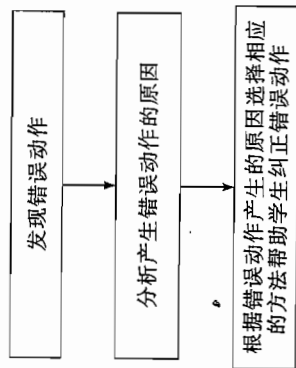 发现错误动作
分析产生错误动作的原因
根据错误动作产生的原因选择相应
的方法帮助学生纠正错误动作